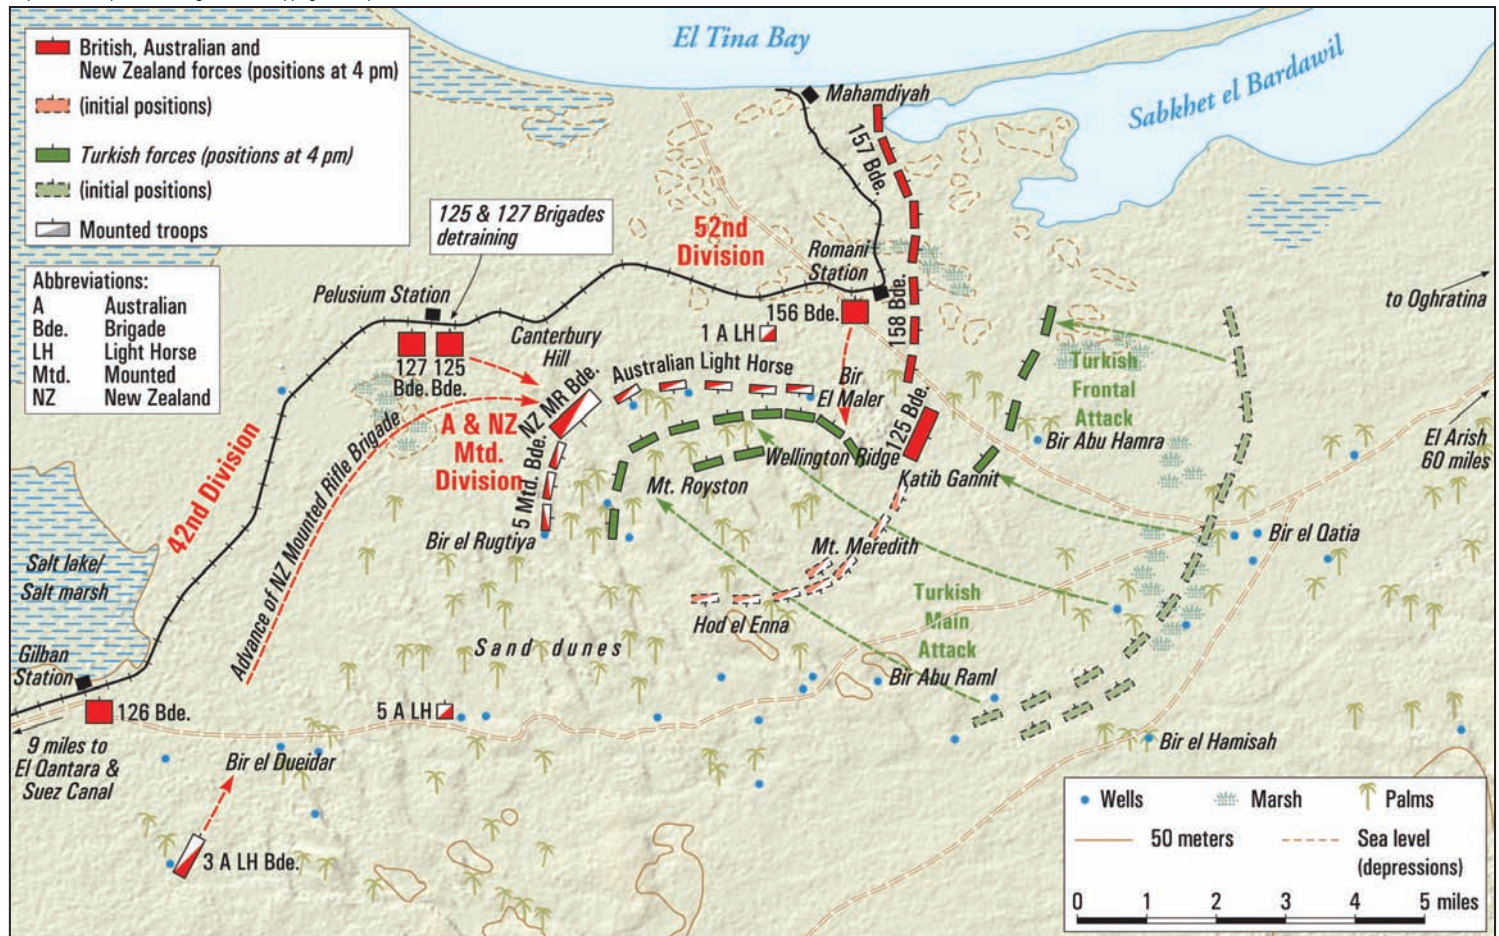 El Tina Bay
Sabkhet el Bardawil
British, Australian and
New Zealand forces (positions at 4 pm)
(initial positions)
Turkish forces (positions at 4 pm)
(initial positions)
Mounted troops
Abbreviations:
A Australian
Bde. Brigade
LH Light Horse
Mtd. Mounted
NZ New Zealand
125 & 127 Brigades
detraining
Mahamdiyah
157 Bde.
52nd
Division
Romani
Station
158 Bde.
to Oghratina
Pelusium Station
156 Bde.
1 A LH
Canterbury
Hill
127
Bde.
125
Bde.
Australian Light Horse
Bir
El Maler
Turkish
Frontal
Attack
NZ MR Bde.
A & NZ
Mtd.
Division
5 Mtd. Bde.
125 Bde.
Bir Abu Hamra
El Arish
60 miles
Wellington Ridge
Katib Gannit
Mt. Royston
42nd Division
Advance of NZ Mounted Rifle Brigade
Bir el Rugtiya
Bir el Qatia
Mt. Meredith
Salt lake/
Salt marsh
Turkish
Main
Attack
Hod el Enna
Sand dunes
Gilban
Station
Bir Abu Raml
126 Bde.
5 A LH
9 miles to
El Qantara &
Suez Canal
Bir el Dueidar
Bir el Hamisah
3 A LH Bde.
Wells Marsh Palms
50 meters Sea level
(depressions)
0 1 2 3 4 5 miles